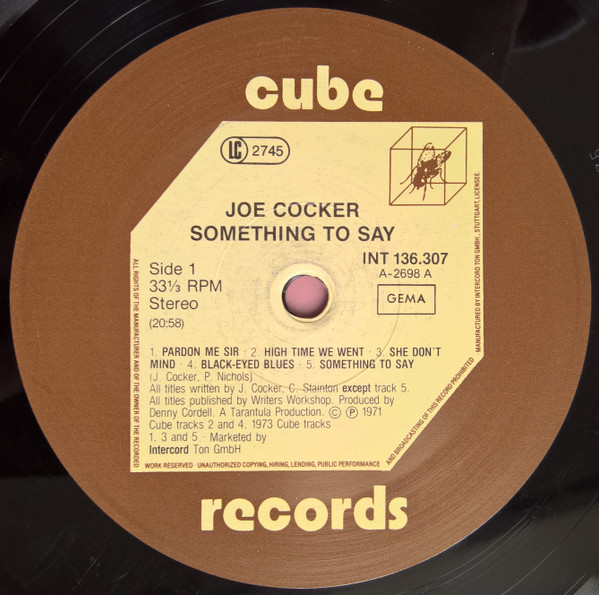 cube
LC 2745
JOE COCKER
SOMETHING TO SAY
Side 1
33⅓ RPM
Stereo
(20:58)
INT 136.307
A-2698 A
GEMA
1. PARDON ME SIR · 2. HIGH TIME WE WENT · 3. SHE DON'T
MIND · 4. BLACK-EYED BLUES · 5. SOMETHING TO SAY
(J. Cocker, P. Nichols)
All titles written by J. Cocker, C. Stainton except track 5.
All titles published by Writers Workshop. Produced by
Denny Cordell. A Tarantula Production. © ℗ 1971
Cube tracks 2 and 4, 1973 Cube tracks
1, 3 and 5 · Marketed by
Intercord Ton GmbH
ALL RIGHTS OF THE MANUFACTURER AND OF THE OWNER OF THE RECORDED
WORK RESERVED · UNAUTHORIZED COPYING, HIRING, LENDING, PUBLIC PERFORMANCE
AND BROADCASTING OF THIS RECORD PROHIBITED
MANUFACTURED BY INTERCORD TON GMBH., STUTTGART, LICENSEE.
records